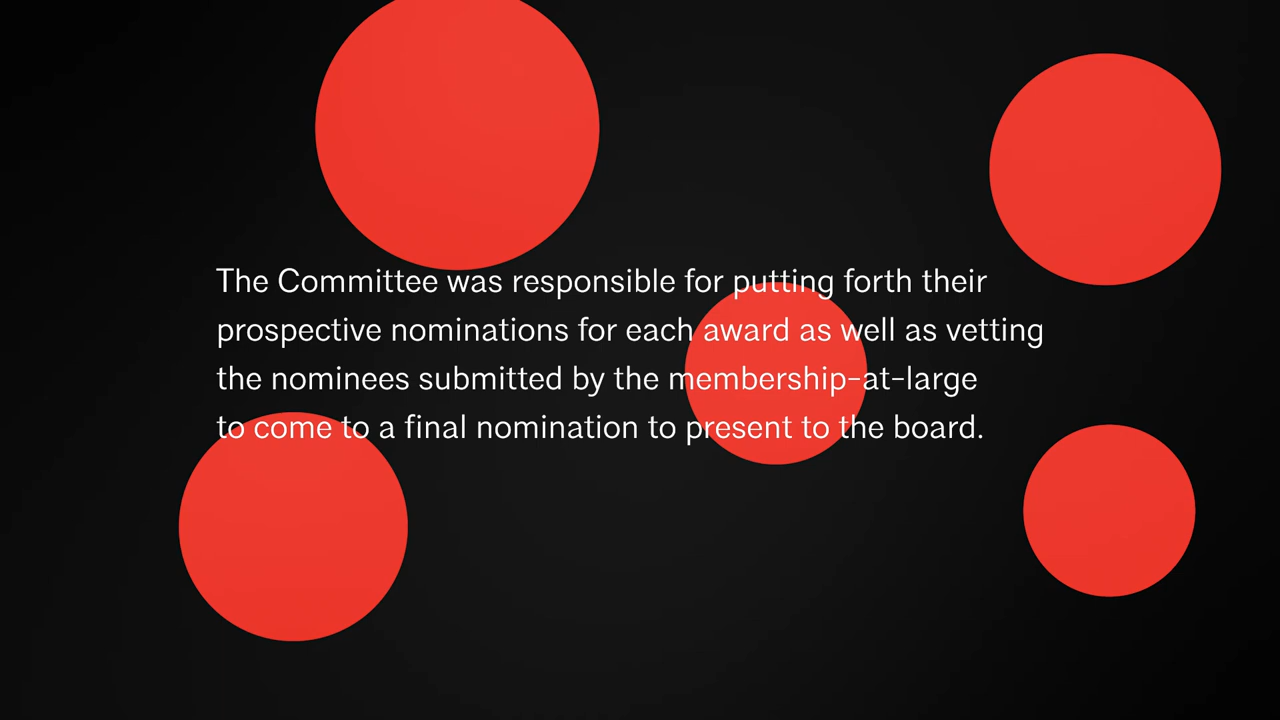 The Committee was responsible for putting forth their
prospective nominations for each award as well as vetting
the nominees submitted by the membership-at-large
to come to a final nomination to present to the board.